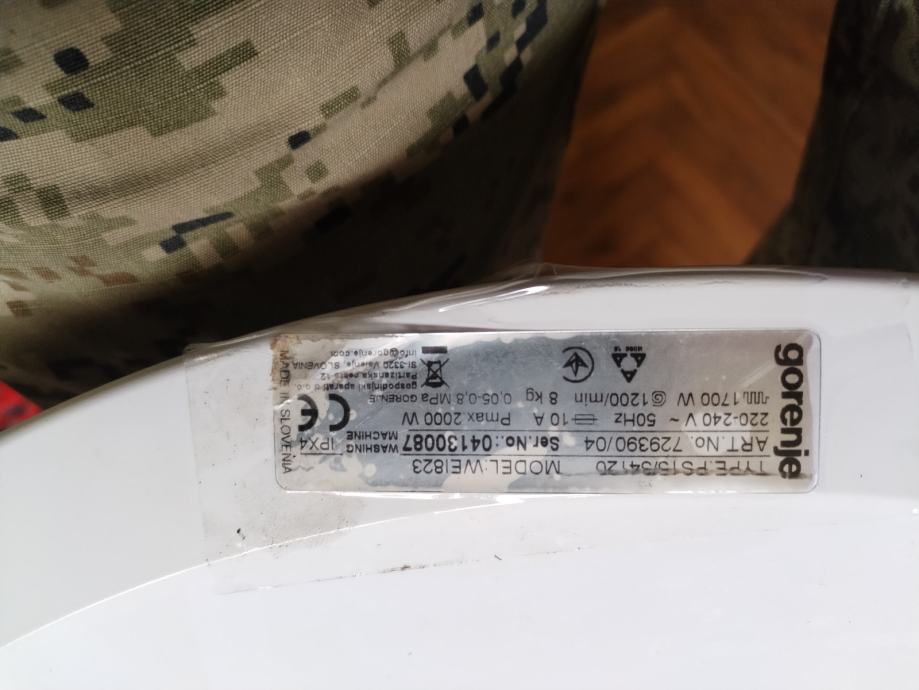 gorenje
TYPE:PS15/34120 MODEL:WEI823
ART.NO.:729390/04 Ser.No.:04130087
220-240 V ~ 50Hz 10 A Pmax.2000 W
1700 W 1200/min 8 kg 0,05-0,8 MPa
WASHING
MACHINE
IPX4
CE
GORENJE
gospodinjski aparati d.o.o.
Partizanska cesta 12
SI-3320 Velenje, SLOVENIA
info@gorenje.com
MADE IN SLOVENIA